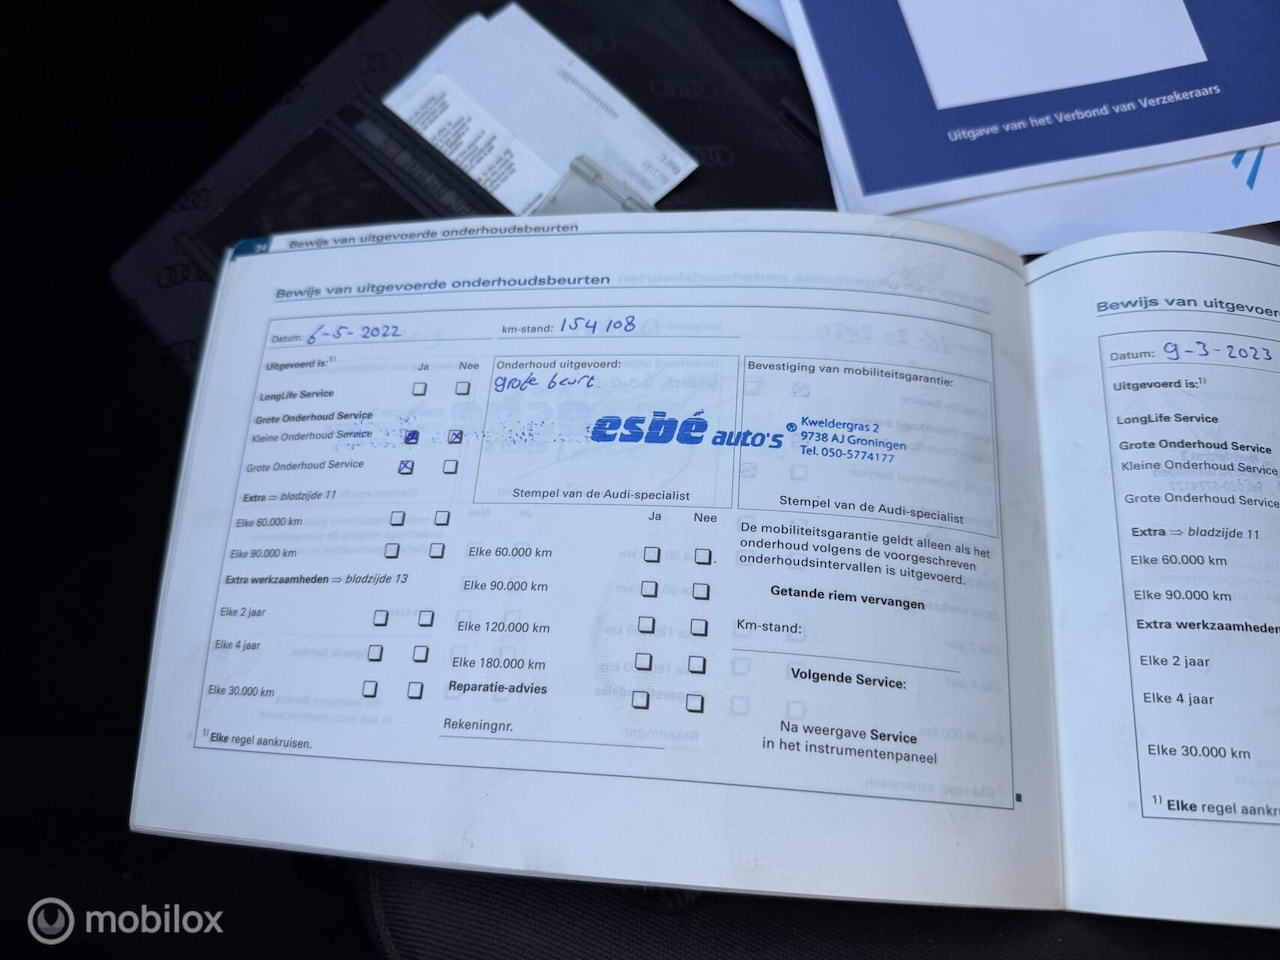 Uitgave van het Verbond van Verzekeraars
34 Bewijs van uitgevoerde onderhoudsbeurten
Bewijs van uitgevoerde onderhoudsbeurten
Datum: 6-5-2022 km-stand: 154 108
Uitgevoerd is:1) Ja Nee
LongLife Service
Grote Onderhoud Service
Kleine Onderhoud Service
Grote Onderhoud Service
Extra ⇒ bladzijde 11
Elke 60.000 km
Elke 90.000 km
Extra werkzaamheden ⇒ bladzijde 13
Elke 2 jaar
Elke 4 jaar
Elke 30.000 km
1) Elke regel aankruisen.
Onderhoud uitgevoerd:
grote beurt.
esbé auto's
Stempel van de Audi-specialist
Ja Nee
Elke 60.000 km
Elke 90.000 km
Elke 120.000 km
Elke 180.000 km
Reparatie-advies
Rekeningnr.
Bevestiging van mobiliteitsgarantie:
Kweldergras 2
9738 AJ Groningen
Tel. 050-5774177
Stempel van de Audi-specialist
De mobiliteitsgarantie geldt alleen als het
onderhoud volgens de voorgeschreven
onderhoudsintervallen is uitgevoerd.
Getande riem vervangen
Km-stand:
Volgende Service:
Na weergave Service
in het instrumentenpaneel
Bewijs van uitgevoer
Datum: 9-3-2023
Uitgevoerd is:1)
LongLife Service
Grote Onderhoud Service
Kleine Onderhoud Service
Grote Onderhoud Service
Extra ⇒ bladzijde 11
Elke 60.000 km
Elke 90.000 km
Extra werkzaamheden
Elke 2 jaar
Elke 4 jaar
Elke 30.000 km
1) Elke regel aankru
mobilox